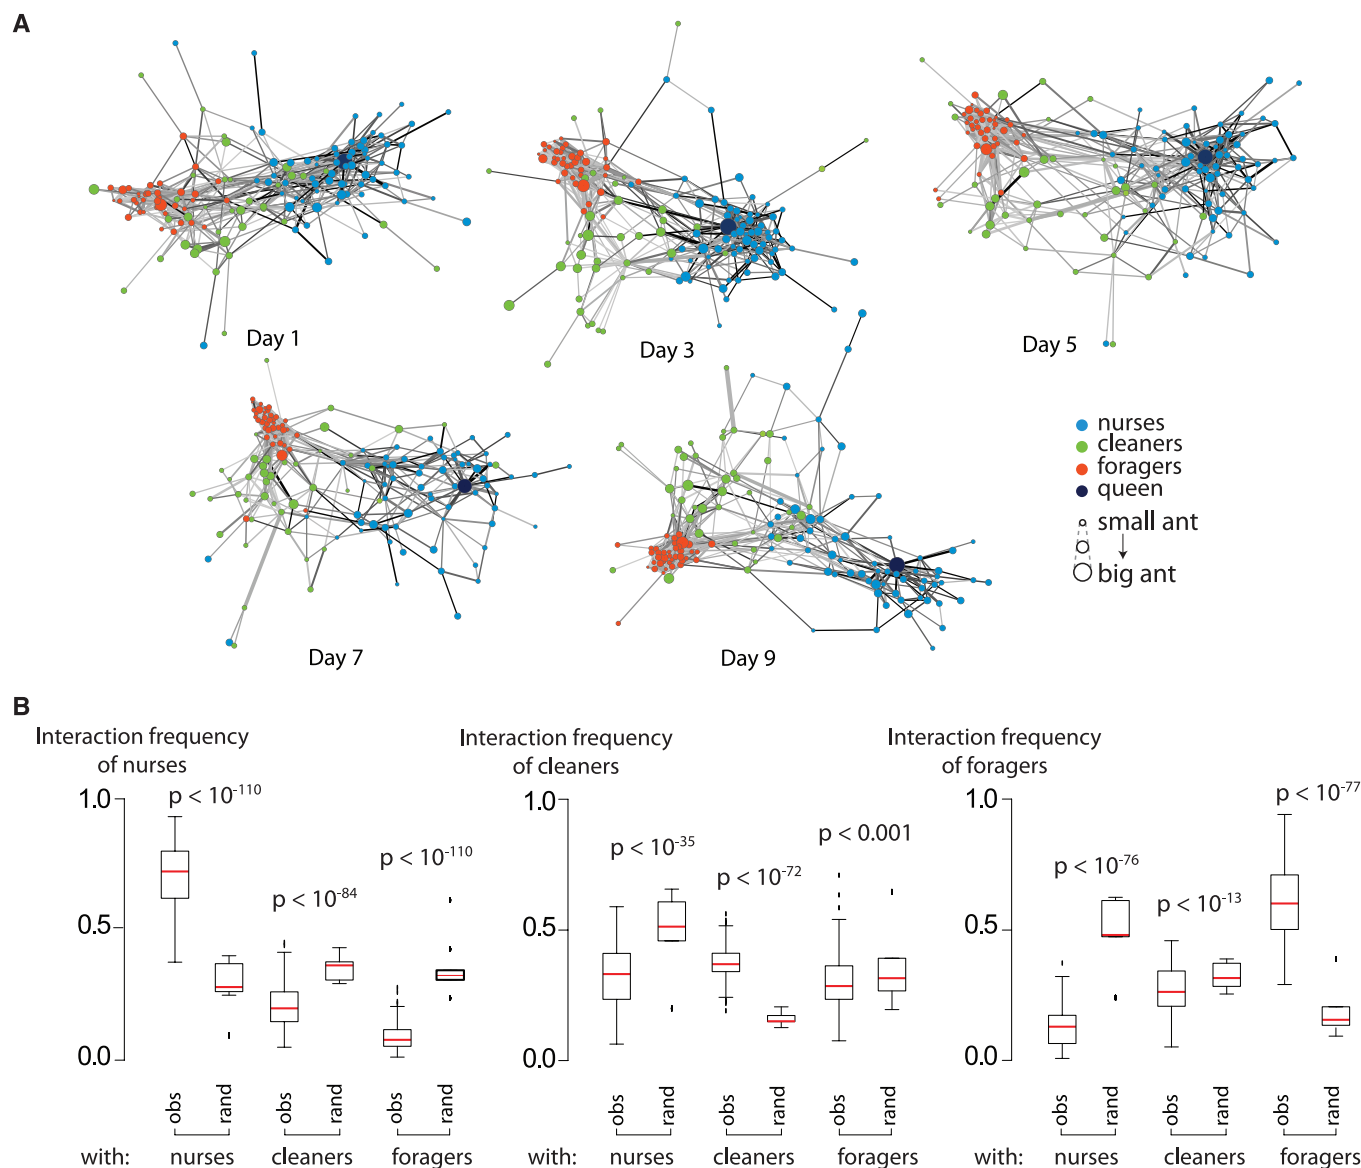 A
Day 1
Day 3
Day 5
Day 7
Day 9
nurses
cleaners
foragers
queen
small ant
big ant
B
Interaction frequency
of nurses
1.0
0.5
0.0
p < 10⁻¹¹⁰
p < 10⁻⁸⁴
p < 10⁻¹¹⁰
obs
rand
obs
rand
obs
rand
with: nurses cleaners foragers
Interaction frequency
of cleaners
1.0
0.5
0.0
p < 10⁻³⁵
p < 10⁻⁷²
p < 0.001
obs
rand
obs
rand
obs
rand
with: nurses cleaners foragers
Interaction frequency
of foragers
1.0
0.5
0.0
p < 10⁻⁷⁶
p < 10⁻¹³
p < 10⁻⁷⁷
obs
rand
obs
rand
obs
rand
with: nurses cleaners foragers